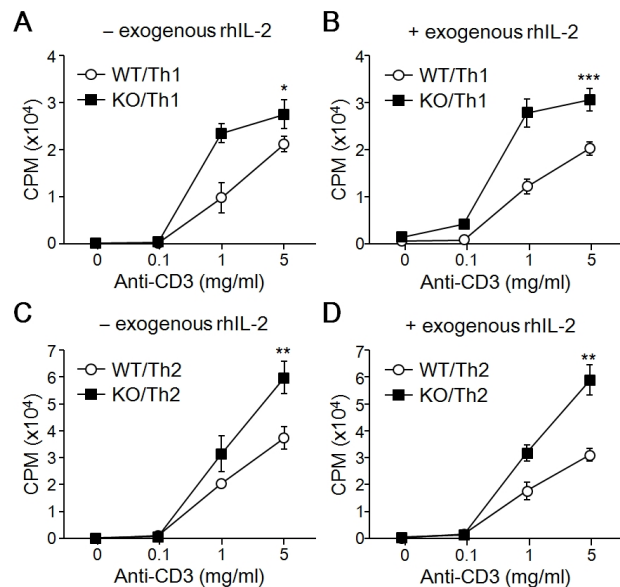 A
– exogenous rhIL-2
4
3
2
1
0
CPM (x10⁴)
WT/Th1
KO/Th1
*
0
0.1
1
5
Anti-CD3 (mg/ml)
B
+ exogenous rhIL-2
4
3
2
1
0
CPM (x10⁴)
WT/Th1
KO/Th1
***
0
0.1
1
5
Anti-CD3 (mg/ml)
C
– exogenous rhIL-2
7
6
5
4
3
2
1
0
CPM (x10⁴)
WT/Th2
KO/Th2
**
0
0.1
1
5
Anti-CD3 (mg/ml)
D
+ exogenous rhIL-2
7
6
5
4
3
2
1
0
CPM (x10⁴)
WT/Th2
KO/Th2
**
0
0.1
1
5
Anti-CD3 (mg/ml)